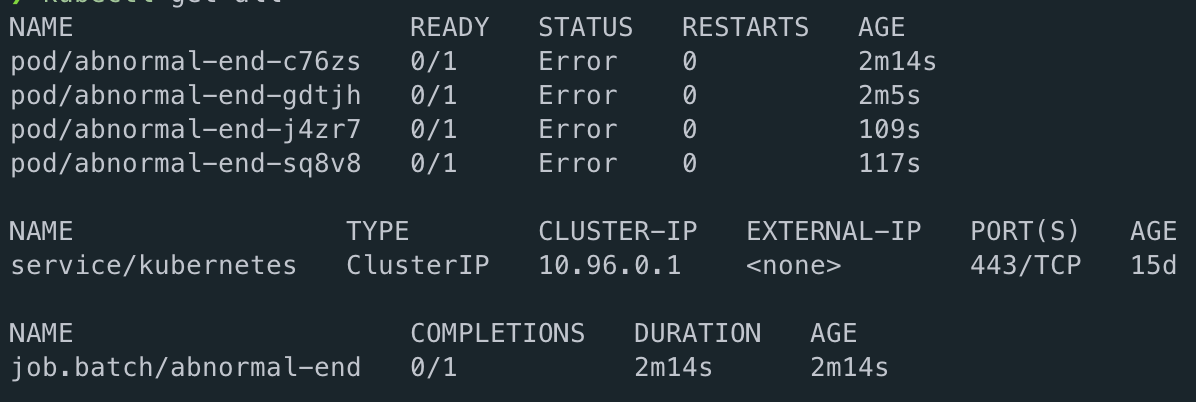 kubectl get all
NAME READY STATUS RESTARTS AGE
pod/abnormal-end-c76zs 0/1 Error 0 2m14s
pod/abnormal-end-gdtjh 0/1 Error 0 2m5s
pod/abnormal-end-j4zr7 0/1 Error 0 109s
pod/abnormal-end-sq8v8 0/1 Error 0 117s
NAME TYPE CLUSTER-IP EXTERNAL-IP PORT(S) AGE
service/kubernetes ClusterIP 10.96.0.1 <none> 443/TCP 15d
NAME COMPLETIONS DURATION AGE
job.batch/abnormal-end 0/1 2m14s 2m14s